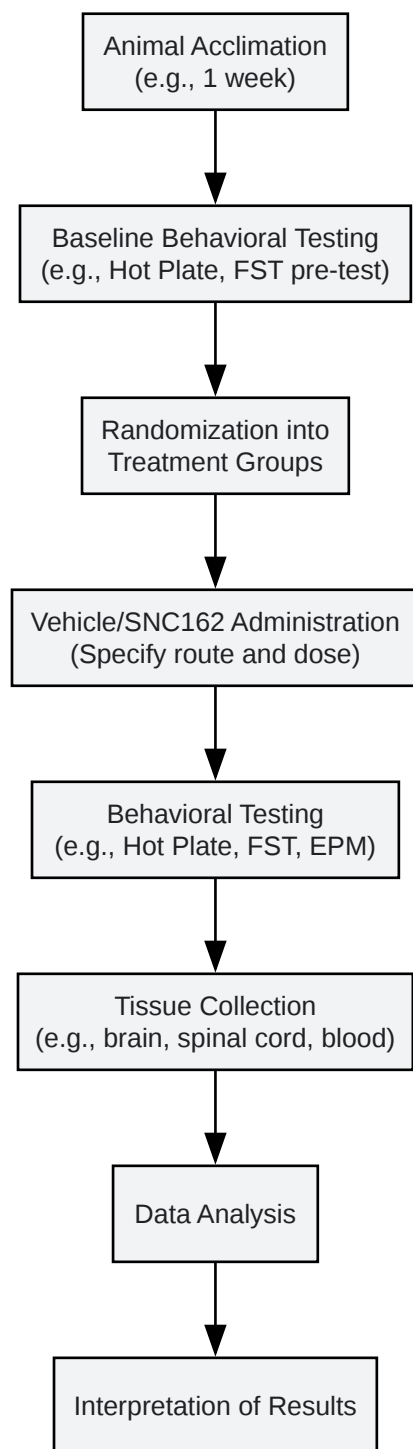 Animal Acclimation
(e.g., 1 week)
Baseline Behavioral Testing
(e.g., Hot Plate, FST pre-test)
Randomization into
Treatment Groups
Vehicle/SNC162 Administration
(Specify route and dose)
Behavioral Testing
(e.g., Hot Plate, FST, EPM)
Tissue Collection
(e.g., brain, spinal cord, blood)
Data Analysis
Interpretation of Results